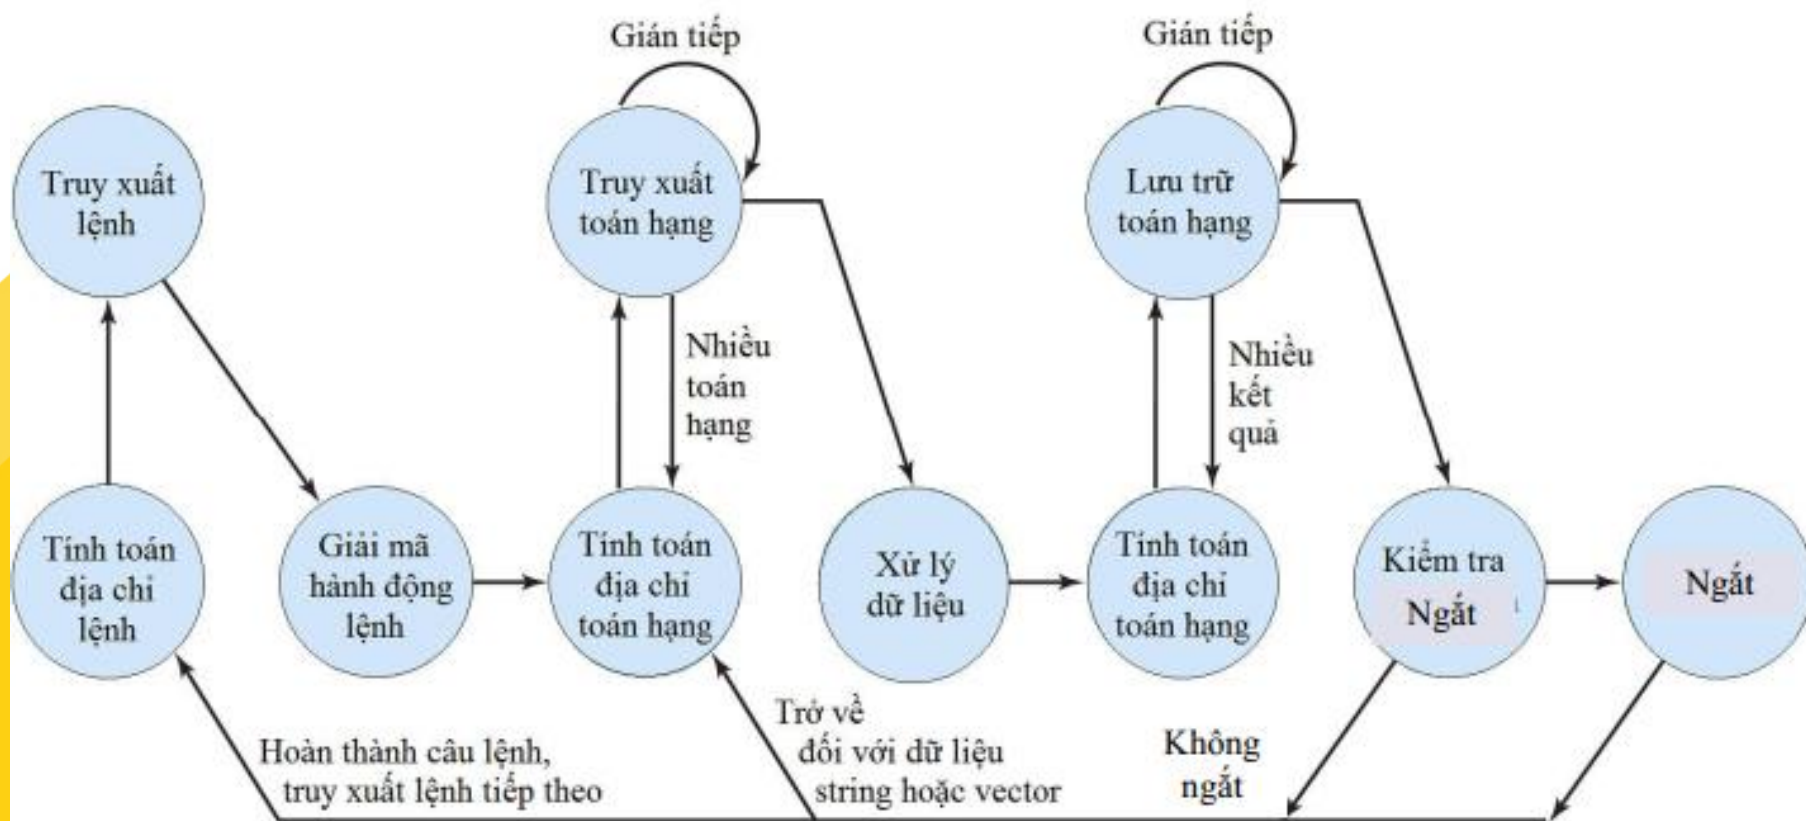 Gián tiếp
Gián tiếp
Truy xuất
lệnh
Truy xuất
toán hạng
Lưu trữ
toán hạng
Nhiều
toán
hạng
Nhiều
kết
quả
Tính toán
địa chỉ
lệnh
Giải mã
hành động
lệnh
Tính toán
địa chỉ
toán hạng
Xử lý
dữ liệu
Tính toán
địa chỉ
toán hạng
Kiểm tra
Ngắt
Ngắt
Hoàn thành câu lệnh,
truy xuất lệnh tiếp theo
Trở về
đối với dữ liệu
string hoặc vector
Không
ngắt